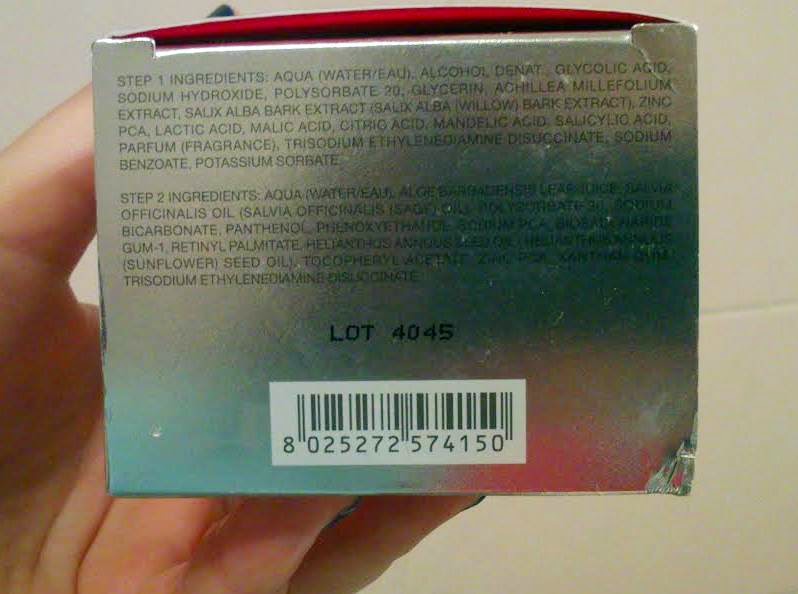 STEP 1 INGREDIENTS: AQUA (WATER/EAU), ALCOHOL DENAT., GLYCOLIC ACID,
SODIUM HYDROXIDE, POLYSORBATE 20, GLYCERIN, ACHILLEA MILLEFOLIUM
EXTRACT, SALIX ALBA BARK EXTRACT (SALIX ALBA (WILLOW) BARK EXTRACT), ZINC
PCA, LACTIC ACID, MALIC ACID, CITRIC ACID, MANDELIC ACID, SALICYLIC ACID,
PARFUM (FRAGRANCE), TRISODIUM ETHYLENEDIAMINE DISUCCINATE, SODIUM
BENZOATE, POTASSIUM SORBATE.
STEP 2 INGREDIENTS: AQUA (WATER/EAU), ALOE BARBADENSIS LEAF JUICE, SALVIA
OFFICINALIS OIL (SALVIA OFFICINALIS (SAGE) OIL), POLYSORBATE 20, SODIUM
BICARBONATE, PANTHENOL, PHENOXYETHANOL, SODIUM PCA, BIOSACCHARIDE
GUM-1, RETINYL PALMITATE, HELIANTHUS ANNUUS SEED OIL (HELIANTHUS ANNUUS
(SUNFLOWER) SEED OIL), TOCOPHERYL ACETATE, ZINC PCA, XANTHAN GUM,
TRISODIUM ETHYLENEDIAMINE DISUCCINATE.
LOT 4045
8 025272 574150